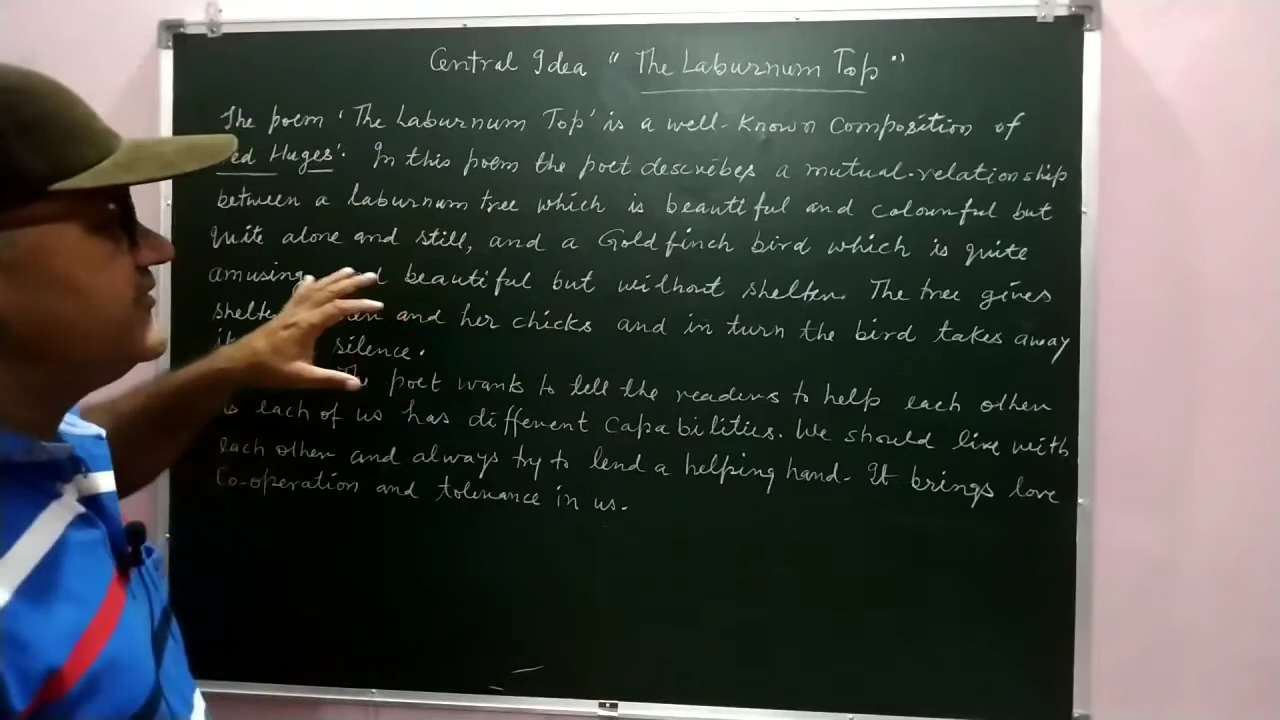 Central Idea " The Laburnum Top "
The poem ' The Laburnum Top' is a well-known composition of
ed Huges'. In this poem the poet describes a mutual-relationship
between a laburnum tree which is beautiful and colourful but
quite alone and still, and a Goldfinch bird which is quite
amusing beautiful but without shelter. The tree gives
and her chicks and in turn the bird takes away
silence.
poet wants to tell the readers to help each other
each of us has different capabilities. We should live with
each other and always try to lend a helping hand. It brings love
Co-operation and tolerance in us.